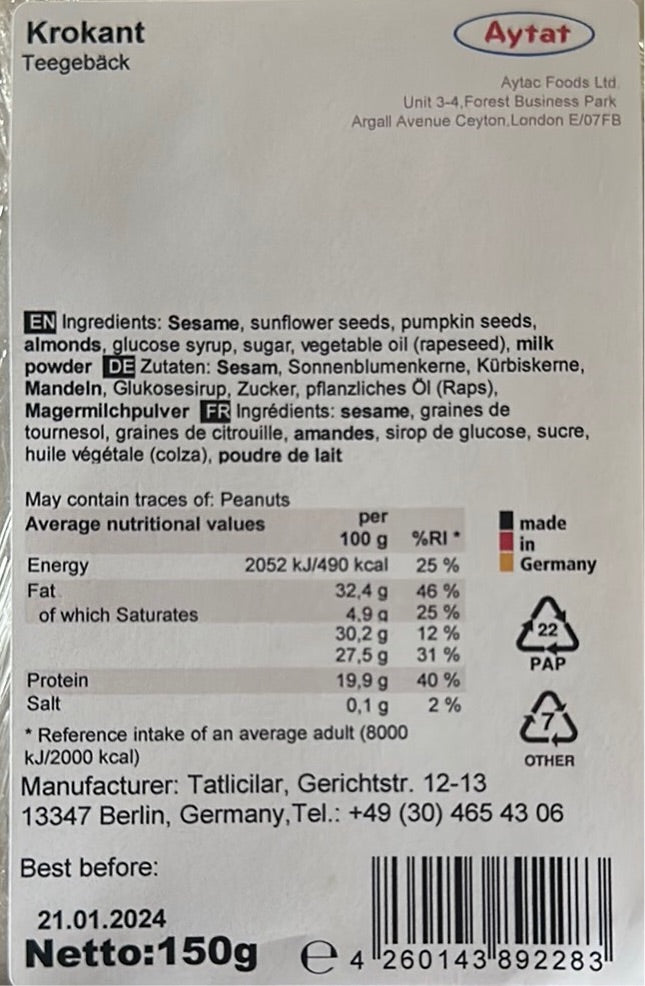 Krokant
Teegebäck
Aytat
Aytac Foods Ltd.
Unit 3-4,Forest Business Park
Argall Avenue Ceyton,London E/07FB
EN Ingredients: Sesame, sunflower seeds, pumpkin seeds,
almonds, glucose syrup, sugar, vegetable oil (rapeseed), milk
powder DE Zutaten: Sesam, Sonnenblumenkerne, Kürbiskerne,
Mandeln, Glukosesirup, Zucker, pflanzliches Öl (Raps),
Magermilchpulver FR Ingrédients: sesame, graines de
tournesol, graines de citrouille, amandes, sirop de glucose, sucre,
huile végétale (colza), poudre de lait
May contain traces of: Peanuts
Average nutritional values per
100 g %RI *
Energy 2052 kJ/490 kcal 25 %
Fat 32,4 g 46 %
of which Saturates 4,9 g 25 %
30,2 g 12 %
27,5 g 31 %
Protein 19,9 g 40 %
Salt 0,1 g 2 %
* Reference intake of an average adult (8000
kJ/2000 kcal)
made
in
Germany
22
PAP
7
OTHER
Manufacturer: Tatlicilar, Gerichtstr. 12-13
13347 Berlin, Germany,Tel.: +49 (30) 465 43 06
Best before:
21.01.2024
Netto:150g ℮
4 260143 892283